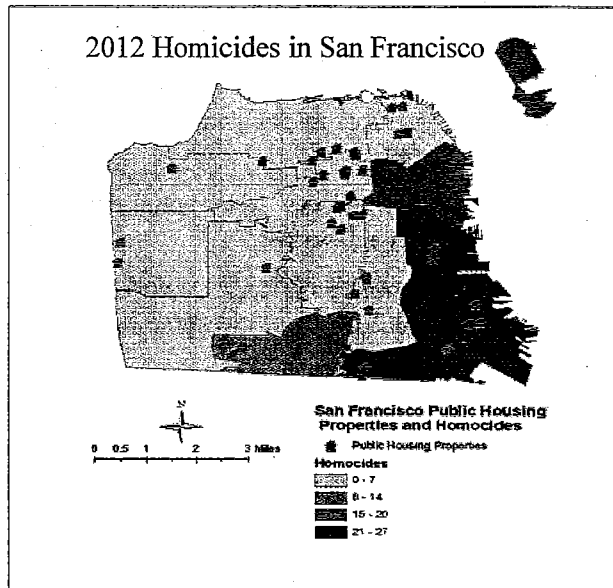 2012 Homicides in San Francisco
N
0 0.5 1 2 3 Miles
San Francisco Public Housing
Properties and Homocides
Public Housing Properties
Homocides
0 - 7
8 - 14
15 - 20
21 - 27